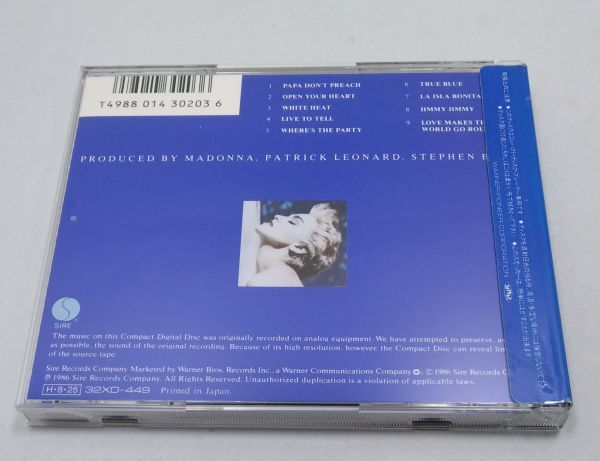 T4988 014 30203 6
1 PAPA DON'T PREACH
2 OPEN YOUR HEART
3 WHITE HEAT
4 LIVE TO TELL
5 WHERE'S THE PARTY
6 TRUE BLUE
7 LA ISLA BONITA
8 JIMMY JIMMY
9 LOVE MAKES
WORLD GO
PRODUCED BY MADONNA, PATRICK LEONARD, STEPHEN
SIRE
The music on this Compact Digital Disc was originally recorded on analog equipment. We have attempted to preserve,
as possible, the sound of the original recording. Because of its high resolution, however, the Compact Disc can reveal
of the source tape.
Sire Records Company Marketed by Warner Bros. Records Inc., a Warner Communications Company. © 1986 Sire Records
℗ 1986 Sire Records Company. All Rights Reserved. Unauthorized duplication is a violation of applicable laws.
H·8·25 32XD-449 Printed in Japan.
WARNER-PIONEER CORPORATION